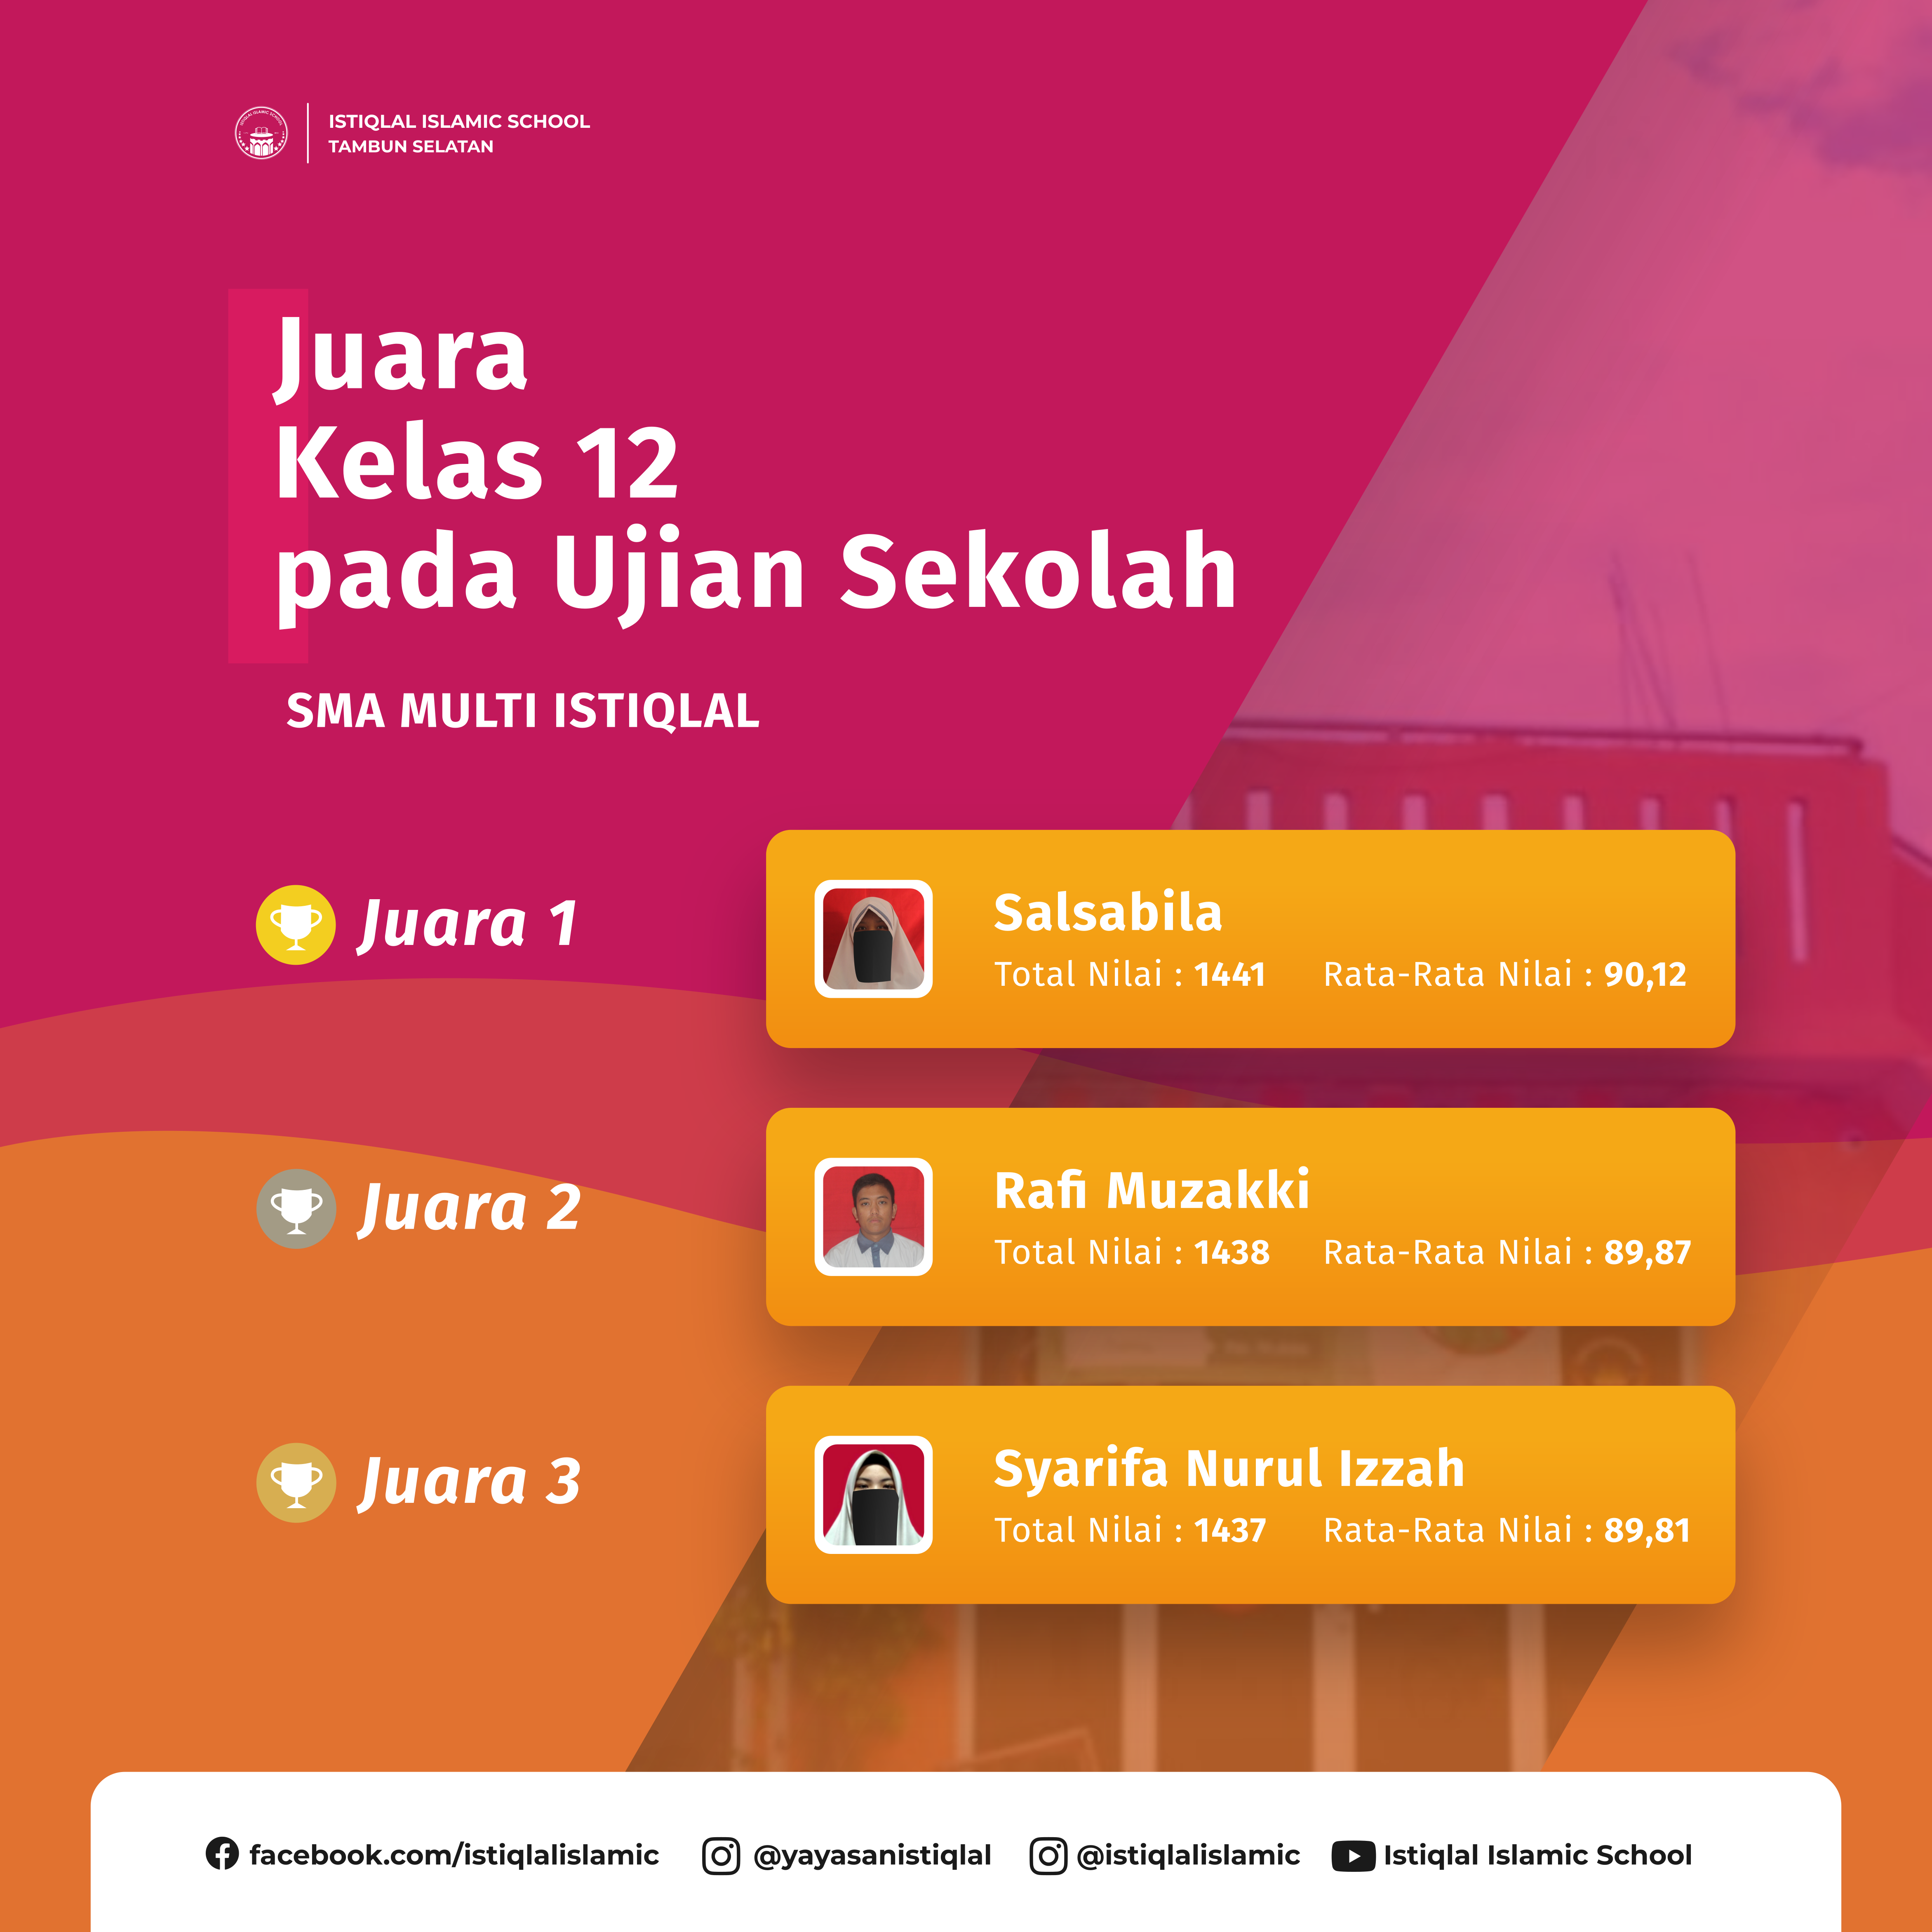 ISTIQLAL ISLAMIC SCHOOL
TAMBUN SELATAN
Juara
Kelas 12
pada Ujian Sekolah
SMA MULTI ISTIQLAL
Juara 1
Salsabila
Total Nilai : 1441 Rata-Rata Nilai : 90,12
Juara 2
Rafi Muzakki
Total Nilai : 1438 Rata-Rata Nilai : 89,87
Juara 3
Syarifa Nurul Izzah
Total Nilai : 1437 Rata-Rata Nilai : 89,81
facebook.com/istiqlalislamic @yayasanistiqlal @istiqlalislamic Istiqlal Islamic School